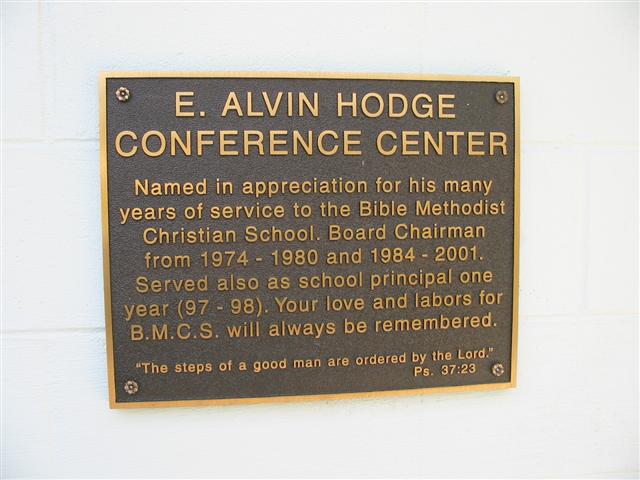 E. ALVIN HODGE
CONFERENCE CENTER
Named in appreciation for his many
years of service to the Bible Methodist
Christian School. Board Chairman
from 1974 - 1980 and 1984 - 2001.
Served also as school principal one
year (97 - 98). Your love and labors for
B.M.C.S. will always be remembered.
"The steps of a good man are ordered by the Lord."
Ps. 37:23